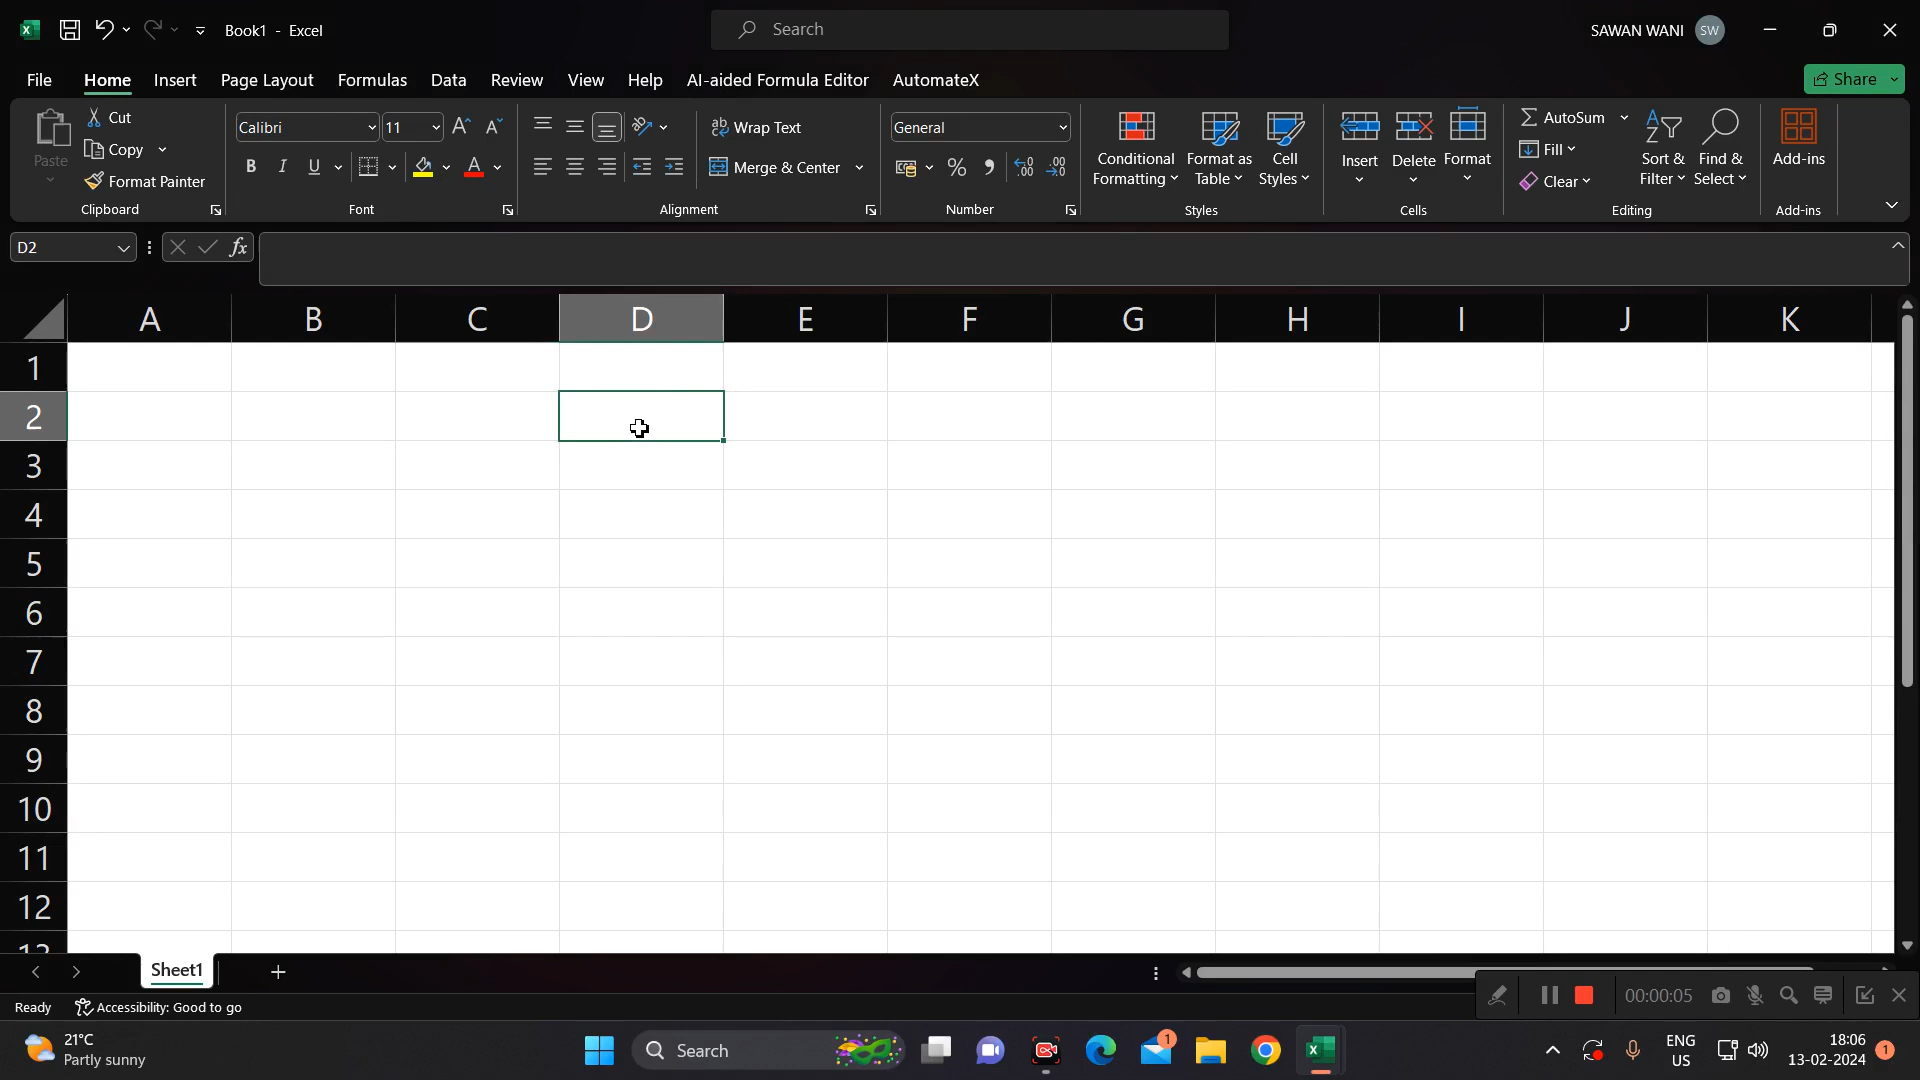 Book1 - Excel
Search
SAWAN WANI
SW
File
Home
Insert
Page Layout
Formulas
Data
Review
View
Help
AI-aided Formula Editor
AutomateX
Share
Paste
Cut
Copy
Format Painter
Clipboard
Calibri
11
B I U
Font
Wrap Text
Merge & Center
Alignment
General
Number
Conditional
Formatting
Format as
Table
Cell
Styles
Styles
Insert
Delete
Format
Cells
AutoSum
Fill
Clear
Sort &
Filter
Find &
Select
Editing
Add-ins
Add-ins
D2
fx
A B C D E F G H I J K
1
2
3
4
5
6
7
8
9
10
11
12
Sheet1
Ready
Accessibility: Good to go
00:00:05
21°C
Partly sunny
Search
1
ENG
US
18:06
13-02-2024
1